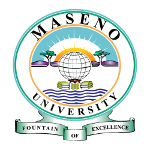 MASENO
UNIVERSITY
FOUNTAIN OF EXCELLENCE